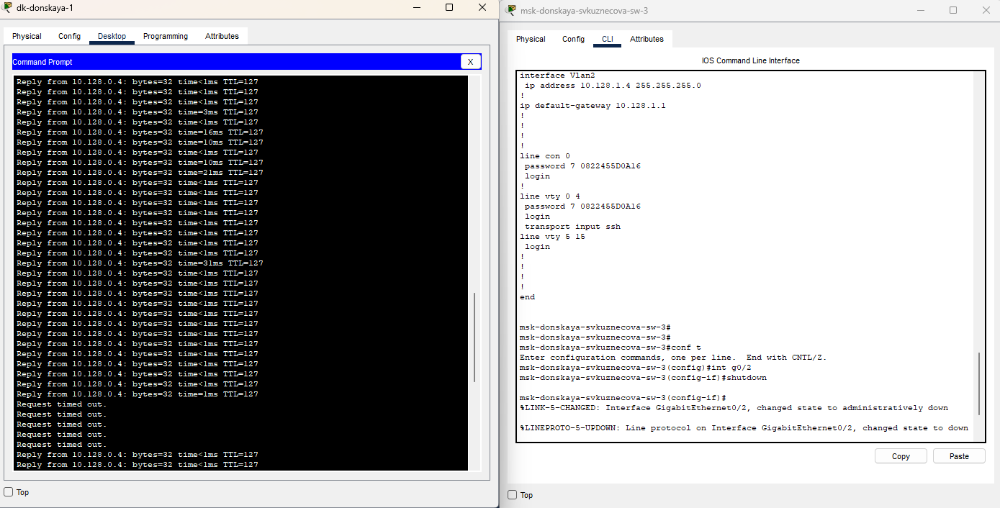 dk-donskaya-1
Physical Config Desktop Programming Attributes
Command Prompt
X
Reply from 10.128.0.4: bytes=32 time<1ms TTL=127
Reply from 10.128.0.4: bytes=32 time<1ms TTL=127
Reply from 10.128.0.4: bytes=32 time<1ms TTL=127
Reply from 10.128.0.4: bytes=32 time=3ms TTL=127
Reply from 10.128.0.4: bytes=32 time<1ms TTL=127
Reply from 10.128.0.4: bytes=32 time=16ms TTL=127
Reply from 10.128.0.4: bytes=32 time=10ms TTL=127
Reply from 10.128.0.4: bytes=32 time<1ms TTL=127
Reply from 10.128.0.4: bytes=32 time=10ms TTL=127
Reply from 10.128.0.4: bytes=32 time=21ms TTL=127
Reply from 10.128.0.4: bytes=32 time<1ms TTL=127
Reply from 10.128.0.4: bytes=32 time<1ms TTL=127
Reply from 10.128.0.4: bytes=32 time<1ms TTL=127
Reply from 10.128.0.4: bytes=32 time<1ms TTL=127
Reply from 10.128.0.4: bytes=32 time<1ms TTL=127
Reply from 10.128.0.4: bytes=32 time<1ms TTL=127
Reply from 10.128.0.4: bytes=32 time<1ms TTL=127
Reply from 10.128.0.4: bytes=32 time<1ms TTL=127
Reply from 10.128.0.4: bytes=32 time=31ms TTL=127
Reply from 10.128.0.4: bytes=32 time<1ms TTL=127
Reply from 10.128.0.4: bytes=32 time<1ms TTL=127
Reply from 10.128.0.4: bytes=32 time<1ms TTL=127
Reply from 10.128.0.4: bytes=32 time<1ms TTL=127
Reply from 10.128.0.4: bytes=32 time<1ms TTL=127
Reply from 10.128.0.4: bytes=32 time<1ms TTL=127
Reply from 10.128.0.4: bytes=32 time<1ms TTL=127
Reply from 10.128.0.4: bytes=32 time<1ms TTL=127
Reply from 10.128.0.4: bytes=32 time<1ms TTL=127
Reply from 10.128.0.4: bytes=32 time<1ms TTL=127
Reply from 10.128.0.4: bytes=32 time<1ms TTL=127
Reply from 10.128.0.4: bytes=32 time<1ms TTL=127
Reply from 10.128.0.4: bytes=32 time=1ms TTL=127
Request timed out.
Request timed out.
Request timed out.
Request timed out.
Request timed out.
Reply from 10.128.0.4: bytes=32 time<1ms TTL=127
Reply from 10.128.0.4: bytes=32 time<1ms TTL=127
Top
msk-donskaya-svkuznecova-sw-3
Physical Config CLI Attributes
IOS Command Line Interface
interface Vlan2
ip address 10.128.1.4 255.255.255.0
!
ip default-gateway 10.128.1.1
!
!
!
!
line con 0
password 7 0822455D0A16
login
!
line vty 0 4
password 7 0822455D0A16
login
transport input ssh
line vty 5 15
login
!
!
!
!
end
msk-donskaya-svkuznecova-sw-3#
msk-donskaya-svkuznecova-sw-3#
msk-donskaya-svkuznecova-sw-3#conf t
Enter configuration commands, one per line. End with CNTL/Z.
msk-donskaya-svkuznecova-sw-3(config)#int g0/2
msk-donskaya-svkuznecova-sw-3(config-if)#shutdown
msk-donskaya-svkuznecova-sw-3(config-if)#
%LINK-5-CHANGED: Interface GigabitEthernet0/2, changed state to administratively down
%LINEPROTO-5-UPDOWN: Line protocol on Interface GigabitEthernet0/2, changed state to down
Copy Paste
Top